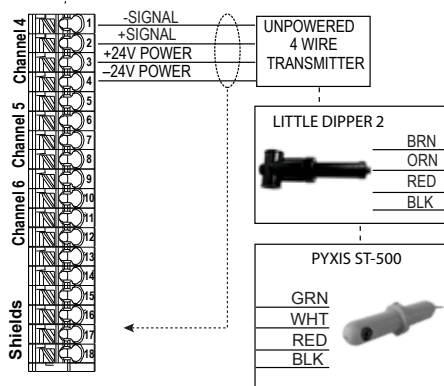 Channel 4
Channel 5
Channel 6
Shields
1
2
3
4
5
6
7
8
9
10
11
12
13
14
15
16
17
18
-SIGNAL
+SIGNAL
+24V POWER
–24V POWER
UNPOWERED
4 WIRE
TRANSMITTER
LITTLE DIPPER 2
BRN
ORN
RED
BLK
PYXIS ST-500
GRN
WHT
RED
BLK